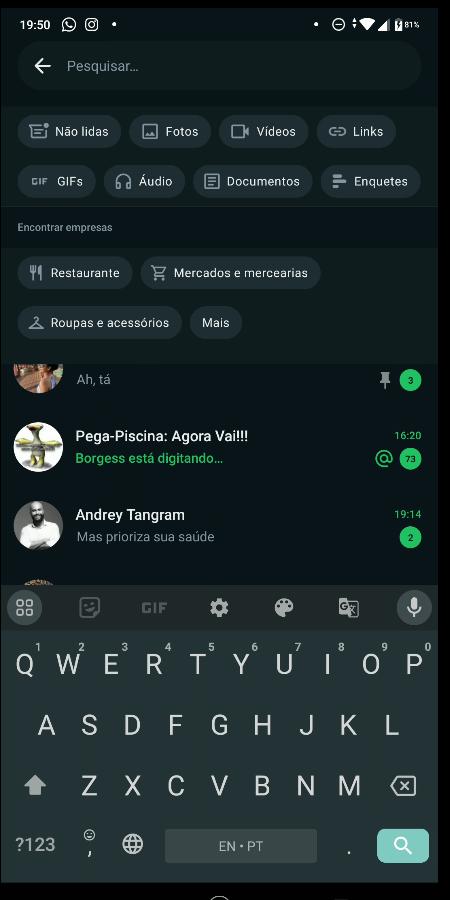 19:50 81%
Pesquisar...
Não lidas Fotos Vídeos Links
GIF GIFs Áudio Documentos Enquetes
Encontrar empresas
Restaurante Mercados e mercearias
Roupas e acessórios Mais
Ah, tá 3
Pega-Piscina: Agora Vai!!! 16:20
Borgess está digitando... @ 73
Andrey Tangram 19:14
Mas prioriza sua saúde 2
GIF G
1 2 3 4 5 6 7 8 9 0
Q W E R T Y U I O P
A S D F G H J K L
Z X C V B N M
?123 , EN • PT .